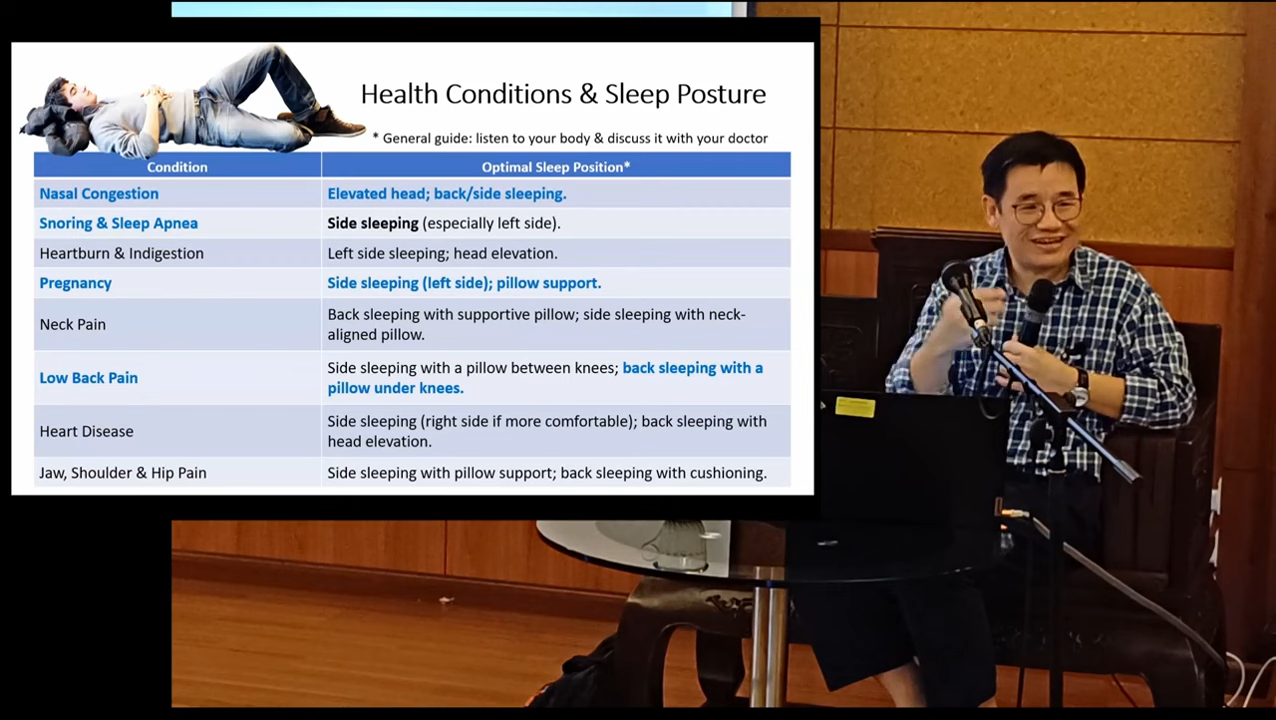 Health Conditions & Sleep Posture
* General guide: listen to your body & discuss it with your doctor
Condition
Optimal Sleep Position*
Nasal Congestion
Elevated head; back/side sleeping.
Snoring & Sleep Apnea
Side sleeping (especially left side).
Heartburn & Indigestion
Left side sleeping; head elevation.
Pregnancy
Side sleeping (left side); pillow support.
Neck Pain
Back sleeping with supportive pillow; side sleeping with neck-
aligned pillow.
Low Back Pain
Side sleeping with a pillow between knees; back sleeping with a
pillow under knees.
Heart Disease
Side sleeping (right side if more comfortable); back sleeping with
head elevation.
Jaw, Shoulder & Hip Pain
Side sleeping with pillow support; back sleeping with cushioning.